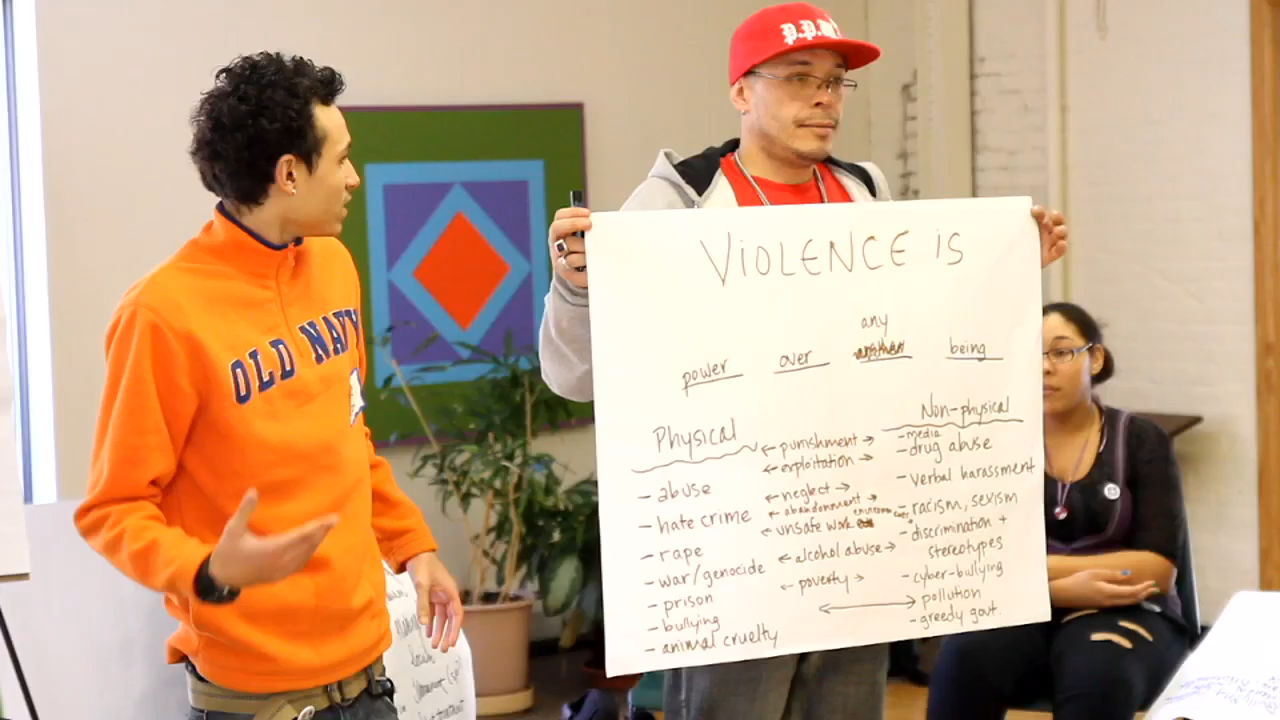 P.P.M.
OLD NAVY
VIOLENCE IS
power over any being
Physical
- abuse
- hate crime
- rape
- war/genocide
- prison
- bullying
- animal cruelty
← punishment →
← exploitation →
← neglect →
← abandonment →
← unsafe work
← alcohol abuse →
← poverty →
Non-physical
- media
- drug abuse
- verbal harassment
- racism, sexism
- discrimination +
stereotypes
- cyber-bullying
pollution
- greedy govt.